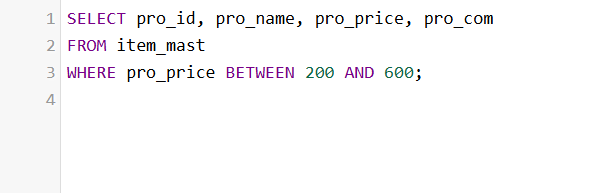 1 SELECT pro_id, pro_name, pro_price, pro_com
2 FROM item_mast
3 WHERE pro_price BETWEEN 200 AND 600;
4